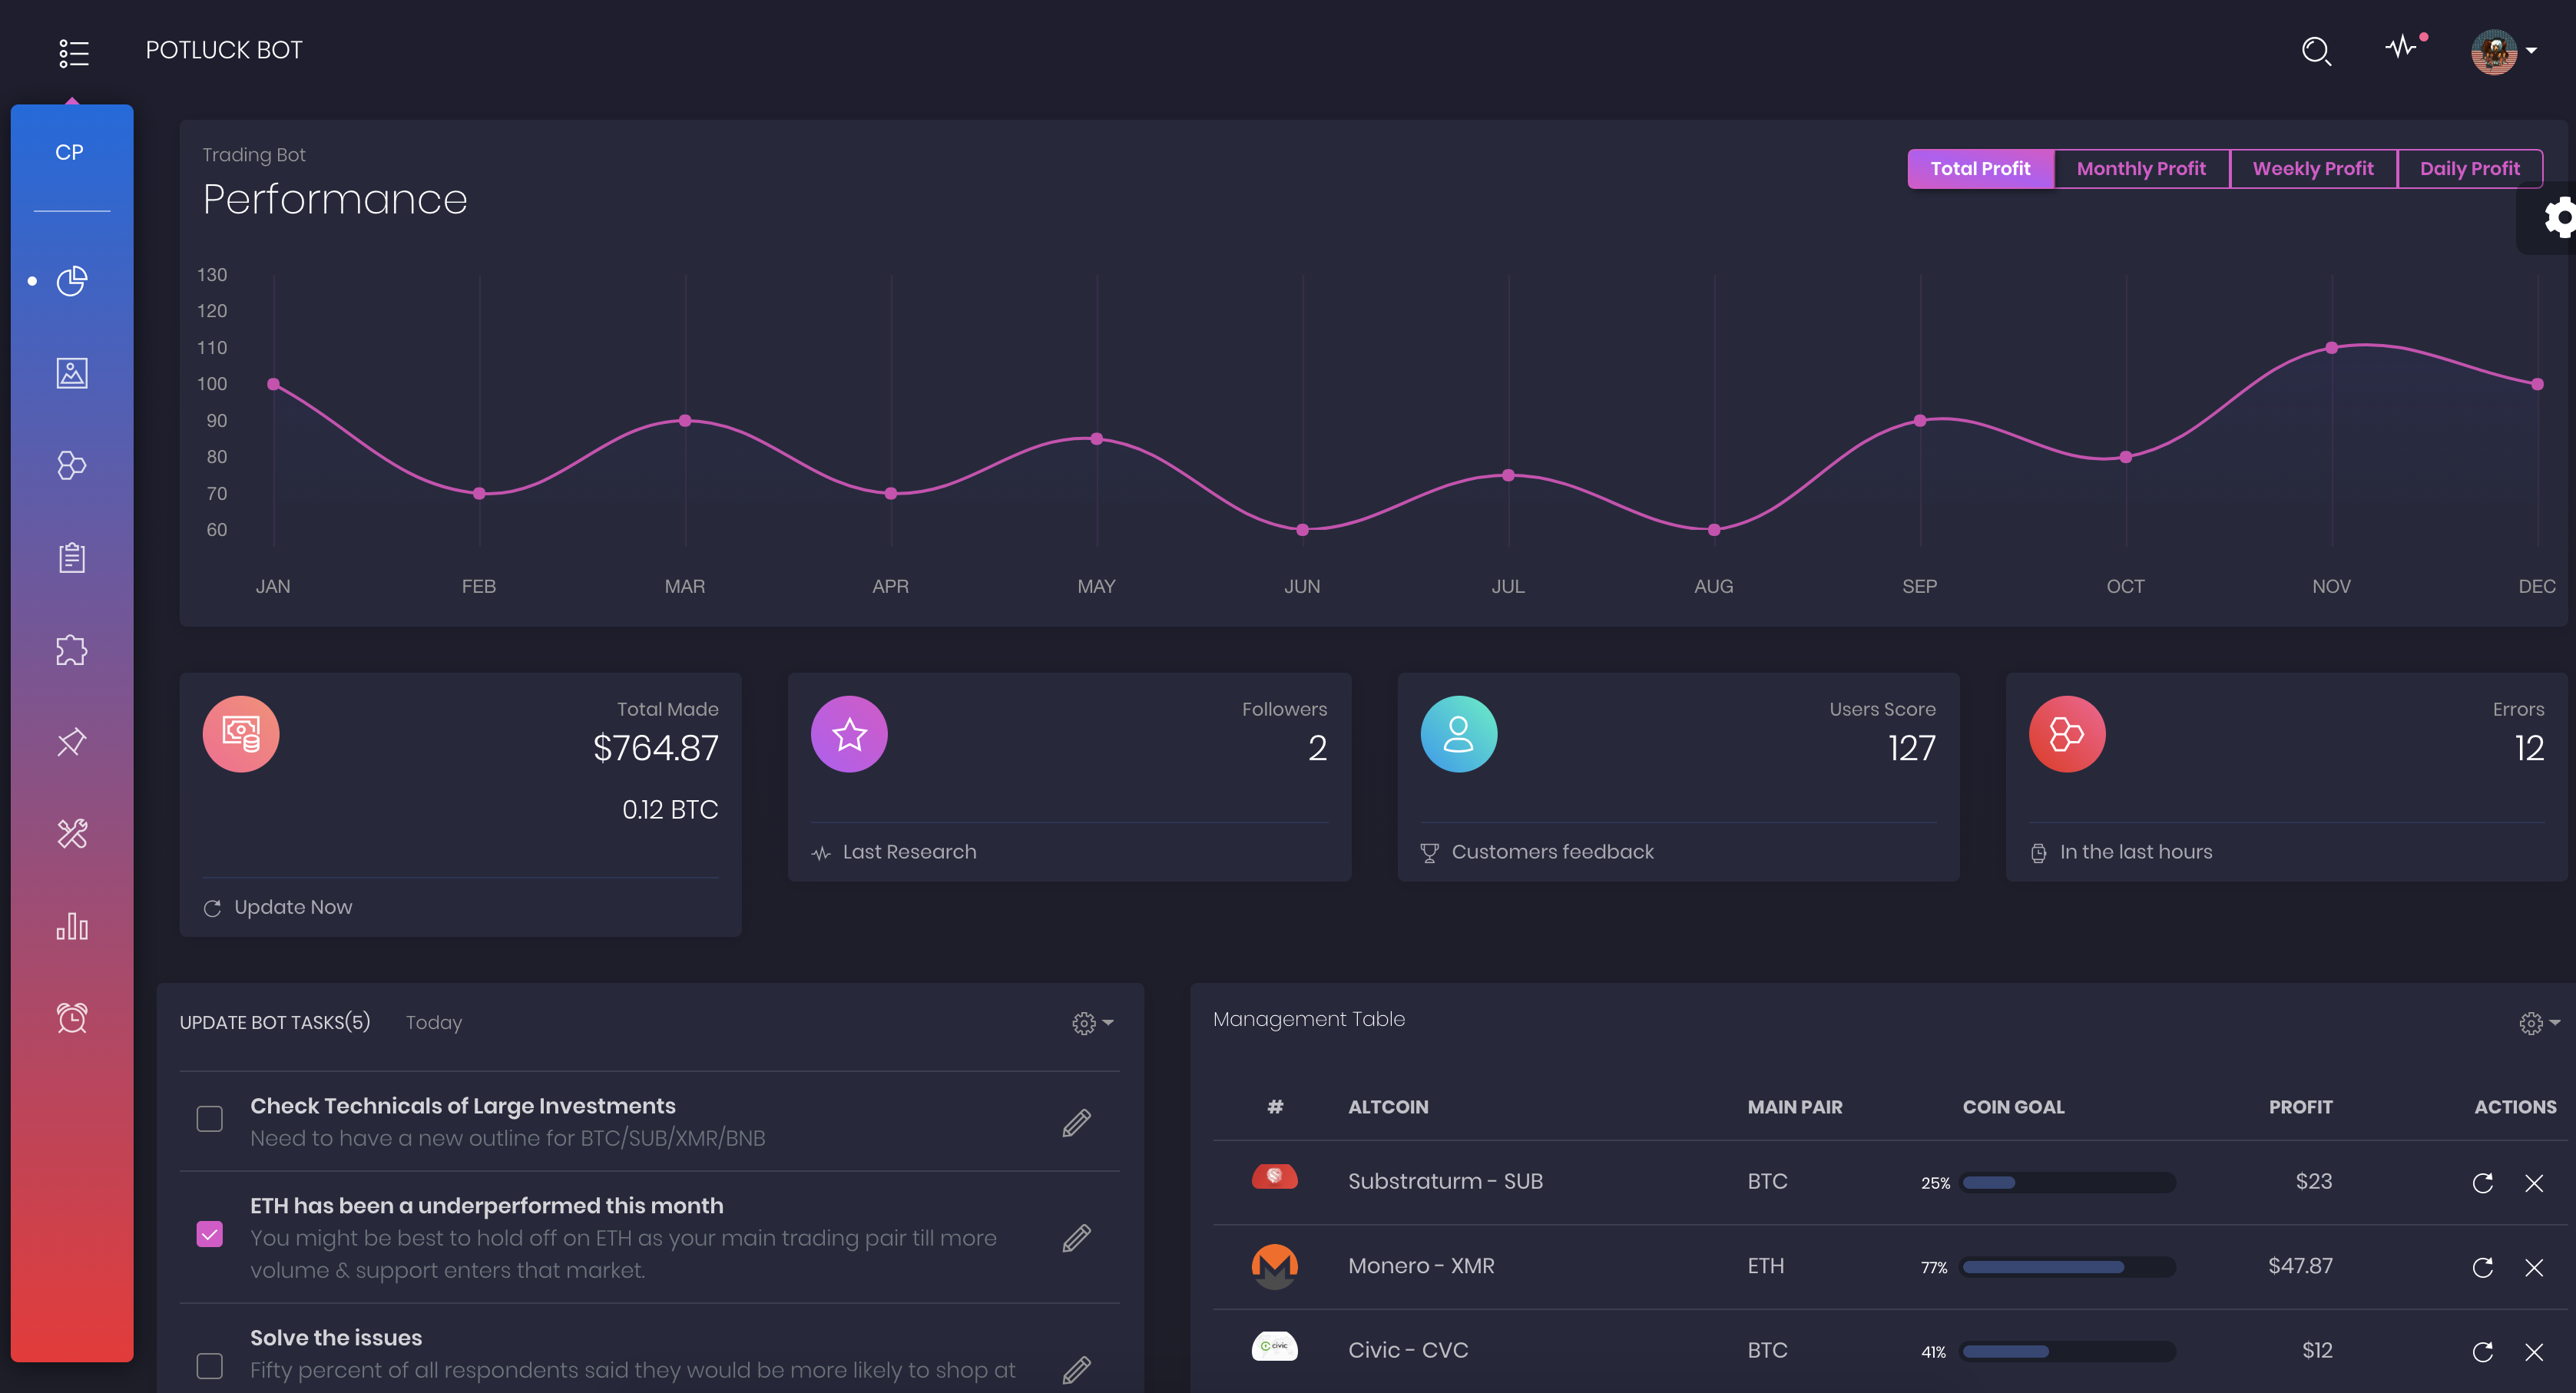 POTLUCK BOT
CP
Trading Bot
Performance
Total Profit
Monthly Profit
Weekly Profit
Daily Profit
130
120
110
100
90
80
70
60
JAN
FEB
MAR
APR
MAY
JUN
JUL
AUG
SEP
OCT
NOV
DEC
Total Made
$764.87
0.12 BTC
Update Now
Followers
2
Last Research
Users Score
127
Customers feedback
Errors
12
In the last hours
UPDATE BOT TASKS(5)
Today
Check Technicals of Large Investments
Need to have a new outline for BTC/SUB/XMR/BNB
ETH has been a underperformed this month
You might be best to hold off on ETH as your main trading pair till more
volume & support enters that market.
Solve the issues
Fifty percent of all respondents said they would be more likely to shop at
Management Table
# ALTCOIN MAIN PAIR COIN GOAL PROFIT ACTIONS
Substraturm - SUB BTC 25% $23
Monero - XMR ETH 77% $47.87
civic Civic - CVC BTC 41% $12